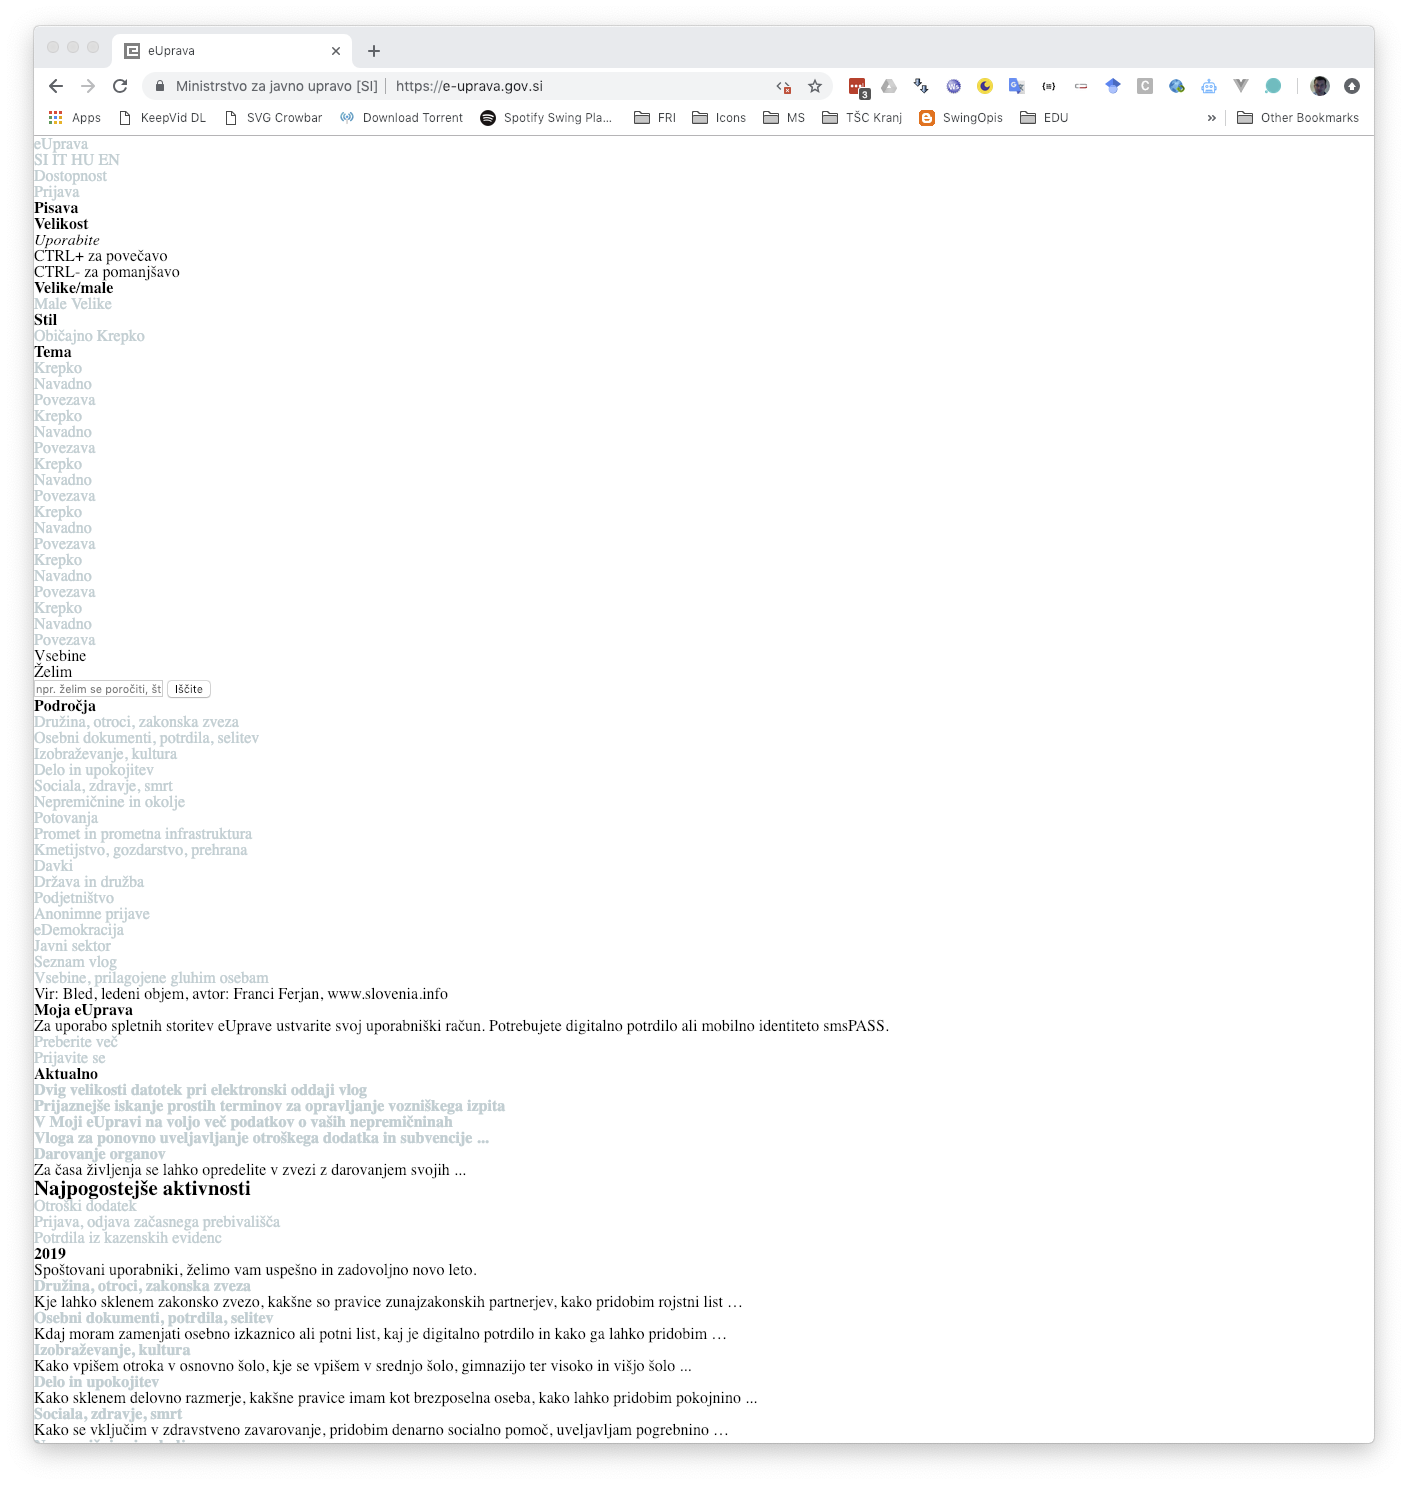 eUprava
Ministrstvo za javno upravo [SI] https://e-uprava.gov.si
3
Apps KeepVid DL SVG Crowbar Download Torrent Spotify Swing Pla... FRI Icons MS TŠC Kranj SwingOpis EDU » Other Bookmarks
eUprava
SI IT HU EN
Dostopnost
Prijava
Pisava
Velikost
Uporabite
CTRL+ za povečavo
CTRL- za pomanjšavo
Velike/male
Male Velike
Stil
Običajno Krepko
Tema
Krepko
Navadno
Povezava
Krepko
Navadno
Povezava
Krepko
Navadno
Povezava
Krepko
Navadno
Povezava
Krepko
Navadno
Povezava
Krepko
Navadno
Povezava
Vsebine
Želim
npr. želim se poročiti, št Iščite
Področja
Družina, otroci, zakonska zveza
Osebni dokumenti, potrdila, selitev
Izobraževanje, kultura
Delo in upokojitev
Sociala, zdravje, smrt
Nepremičnine in okolje
Potovanja
Promet in prometna infrastruktura
Kmetijstvo, gozdarstvo, prehrana
Davki
Država in družba
Podjetništvo
Anonimne prijave
eDemokracija
Javni sektor
Seznam vlog
Vsebine, prilagojene gluhim osebam
Vir: Bled, ledeni objem, avtor: Franci Ferjan, www.slovenia.info
Moja eUprava
Za uporabo spletnih storitev eUprave ustvarite svoj uporabniški račun. Potrebujete digitalno potrdilo ali mobilno identiteto smsPASS.
Preberite več
Prijavite se
Aktualno
Dvig velikosti datotek pri elektronski oddaji vlog
Prijaznejše iskanje prostih terminov za opravljanje vozniškega izpita
V Moji eUpravi na voljo več podatkov o vaših nepremičninah
Vloga za ponovno uveljavljanje otroškega dodatka in subvencije ...
Darovanje organov
Za časa življenja se lahko opredelite v zvezi z darovanjem svojih ...
Najpogostejše aktivnosti
Otroški dodatek
Prijava, odjava začasnega prebivališča
Potrdila iz kazenskih evidenc
2019
Spoštovani uporabniki, želimo vam uspešno in zadovoljno novo leto.
Družina, otroci, zakonska zveza
Kje lahko sklenem zakonsko zvezo, kakšne so pravice zunajzakonskih partnerjev, kako pridobim rojstni list …
Osebni dokumenti, potrdila, selitev
Kdaj moram zamenjati osebno izkaznico ali potni list, kaj je digitalno potrdilo in kako ga lahko pridobim …
Izobraževanje, kultura
Kako vpišem otroka v osnovno šolo, kje se vpišem v srednjo šolo, gimnazijo ter visoko in višjo šolo ...
Delo in upokojitev
Kako sklenem delovno razmerje, kakšne pravice imam kot brezposelna oseba, kako lahko pridobim pokojnino ...
Sociala, zdravje, smrt
Kako se vključim v zdravstveno zavarovanje, pridobim denarno socialno pomoč, uveljavljam pogrebnino …